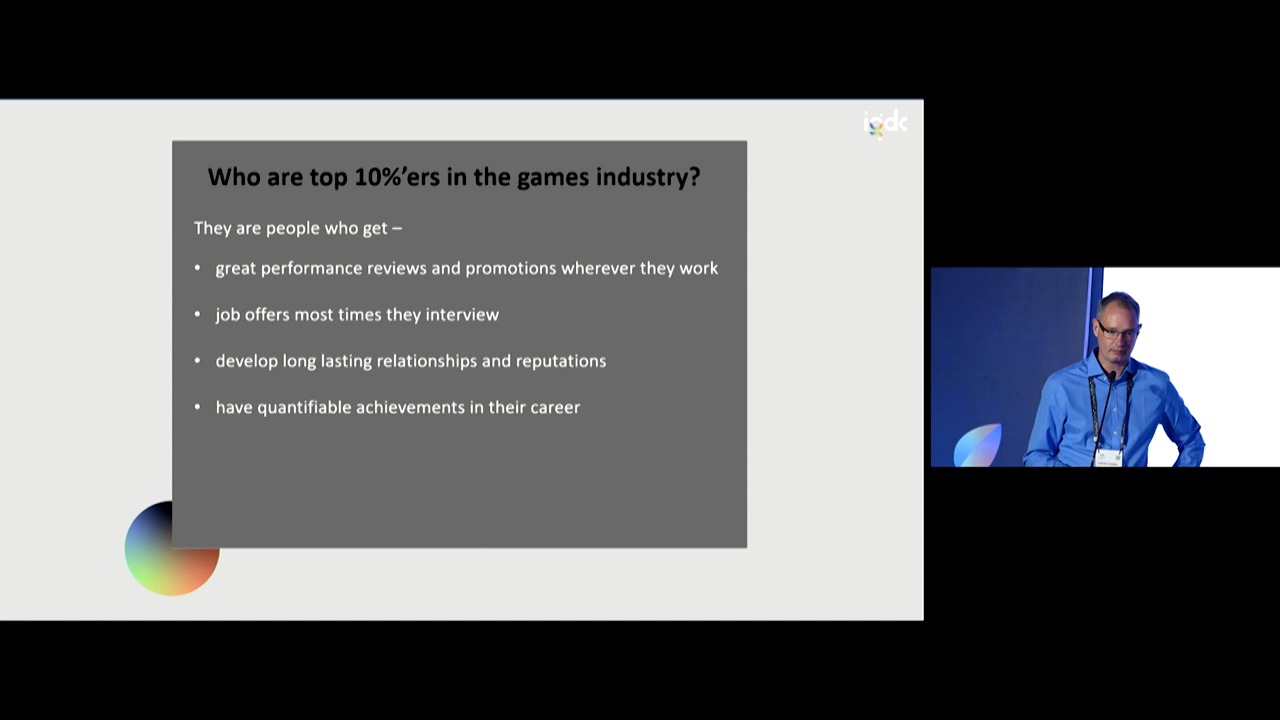 igdc
Who are top 10%'ers in the games industry?
They are people who get –
• great performance reviews and promotions wherever they work
• job offers most times they interview
• develop long lasting relationships and reputations
• have quantifiable achievements in their career